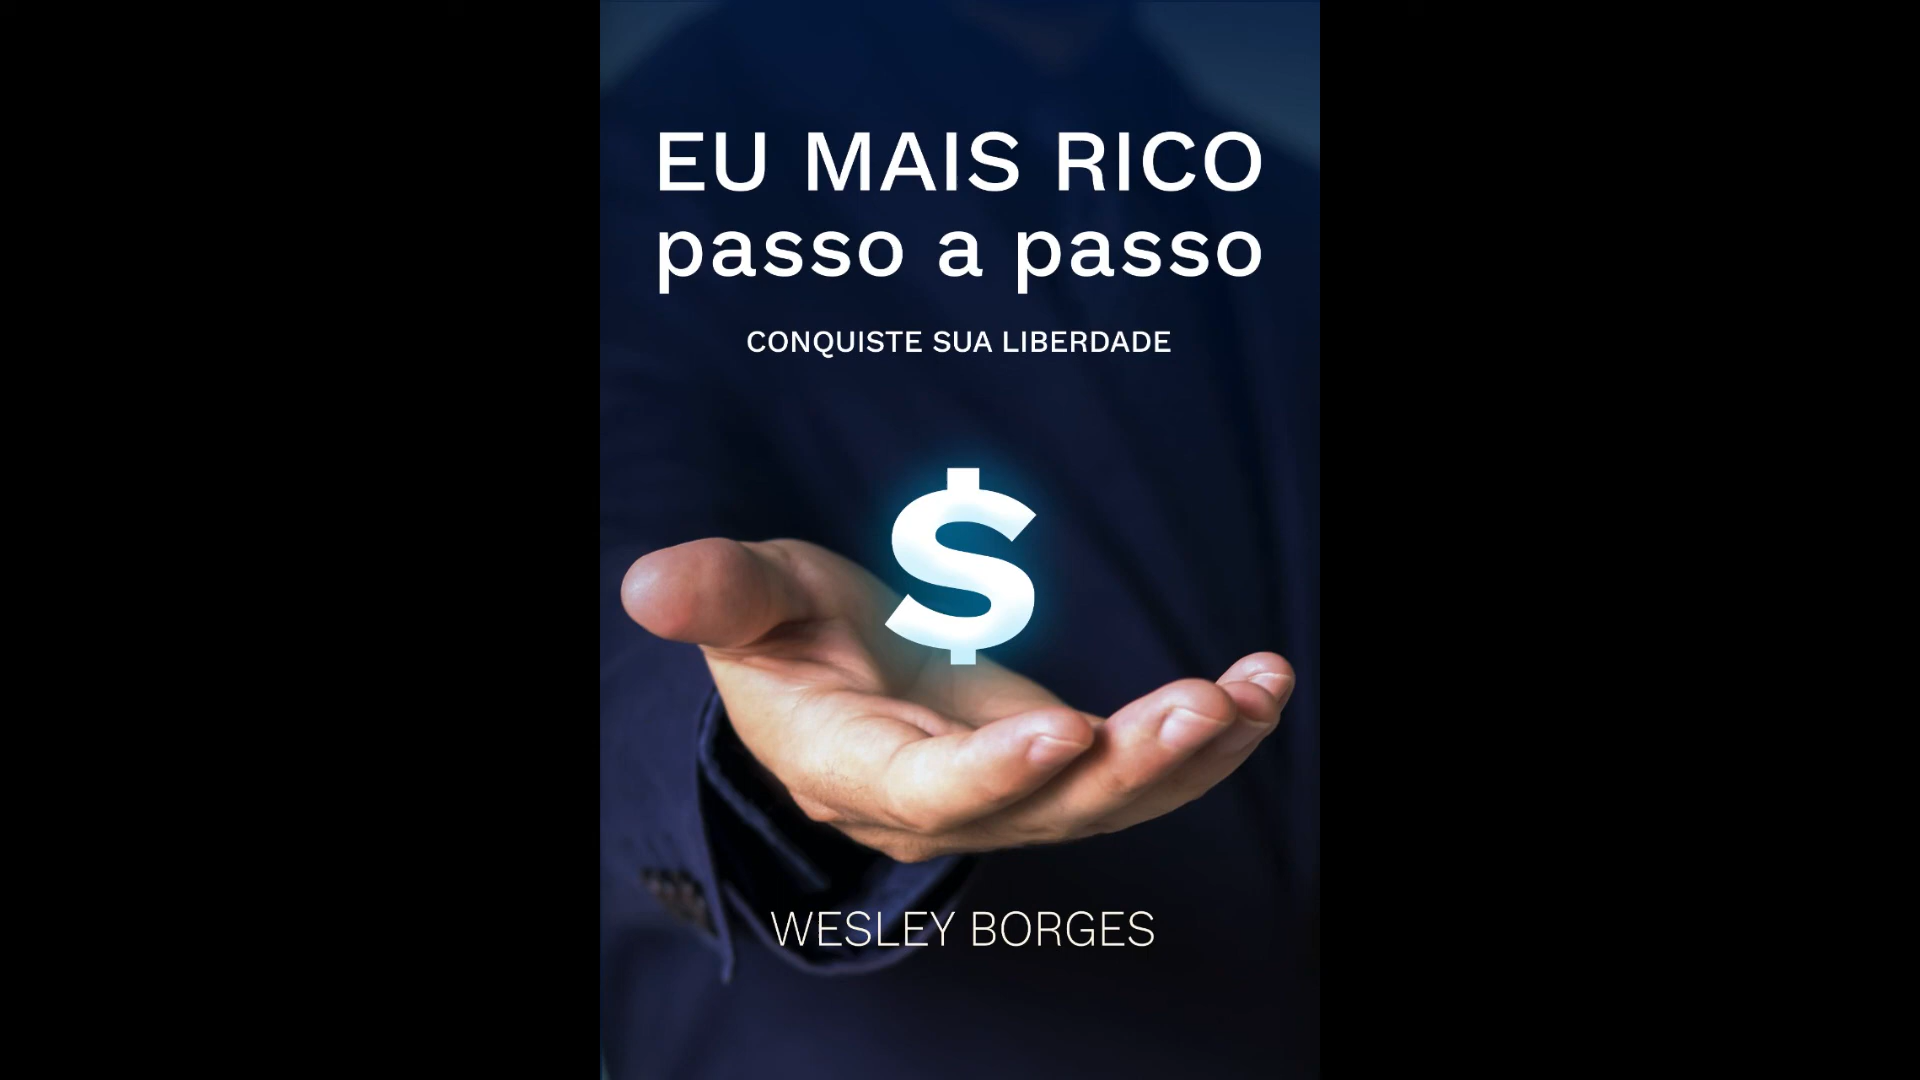 EU MAIS RICO
passo a passo
CONQUISTE SUA LIBERDADE
$
WESLEY BORGES